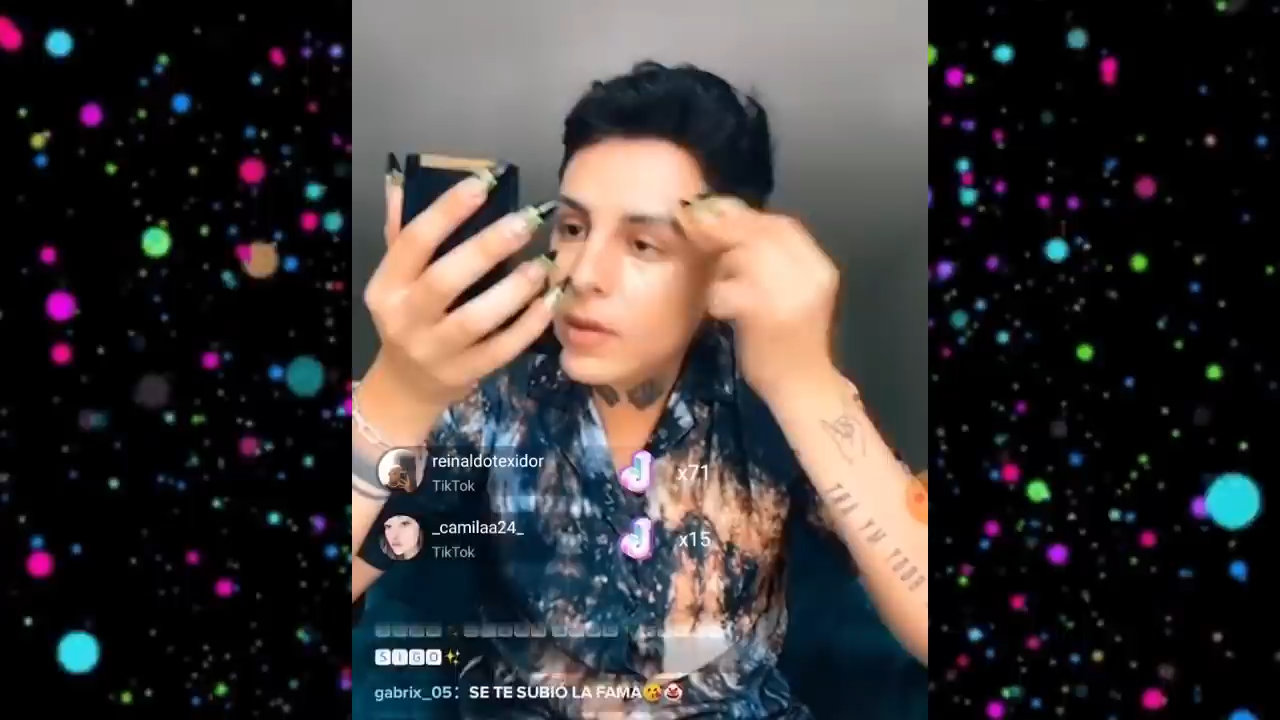 reinaldotexidor
TikTok
x71
_camilaa24_
TikTok
x15
SIGO✨
gabrix_05: SE TE SUBIÓ LA FAMA😘🤡